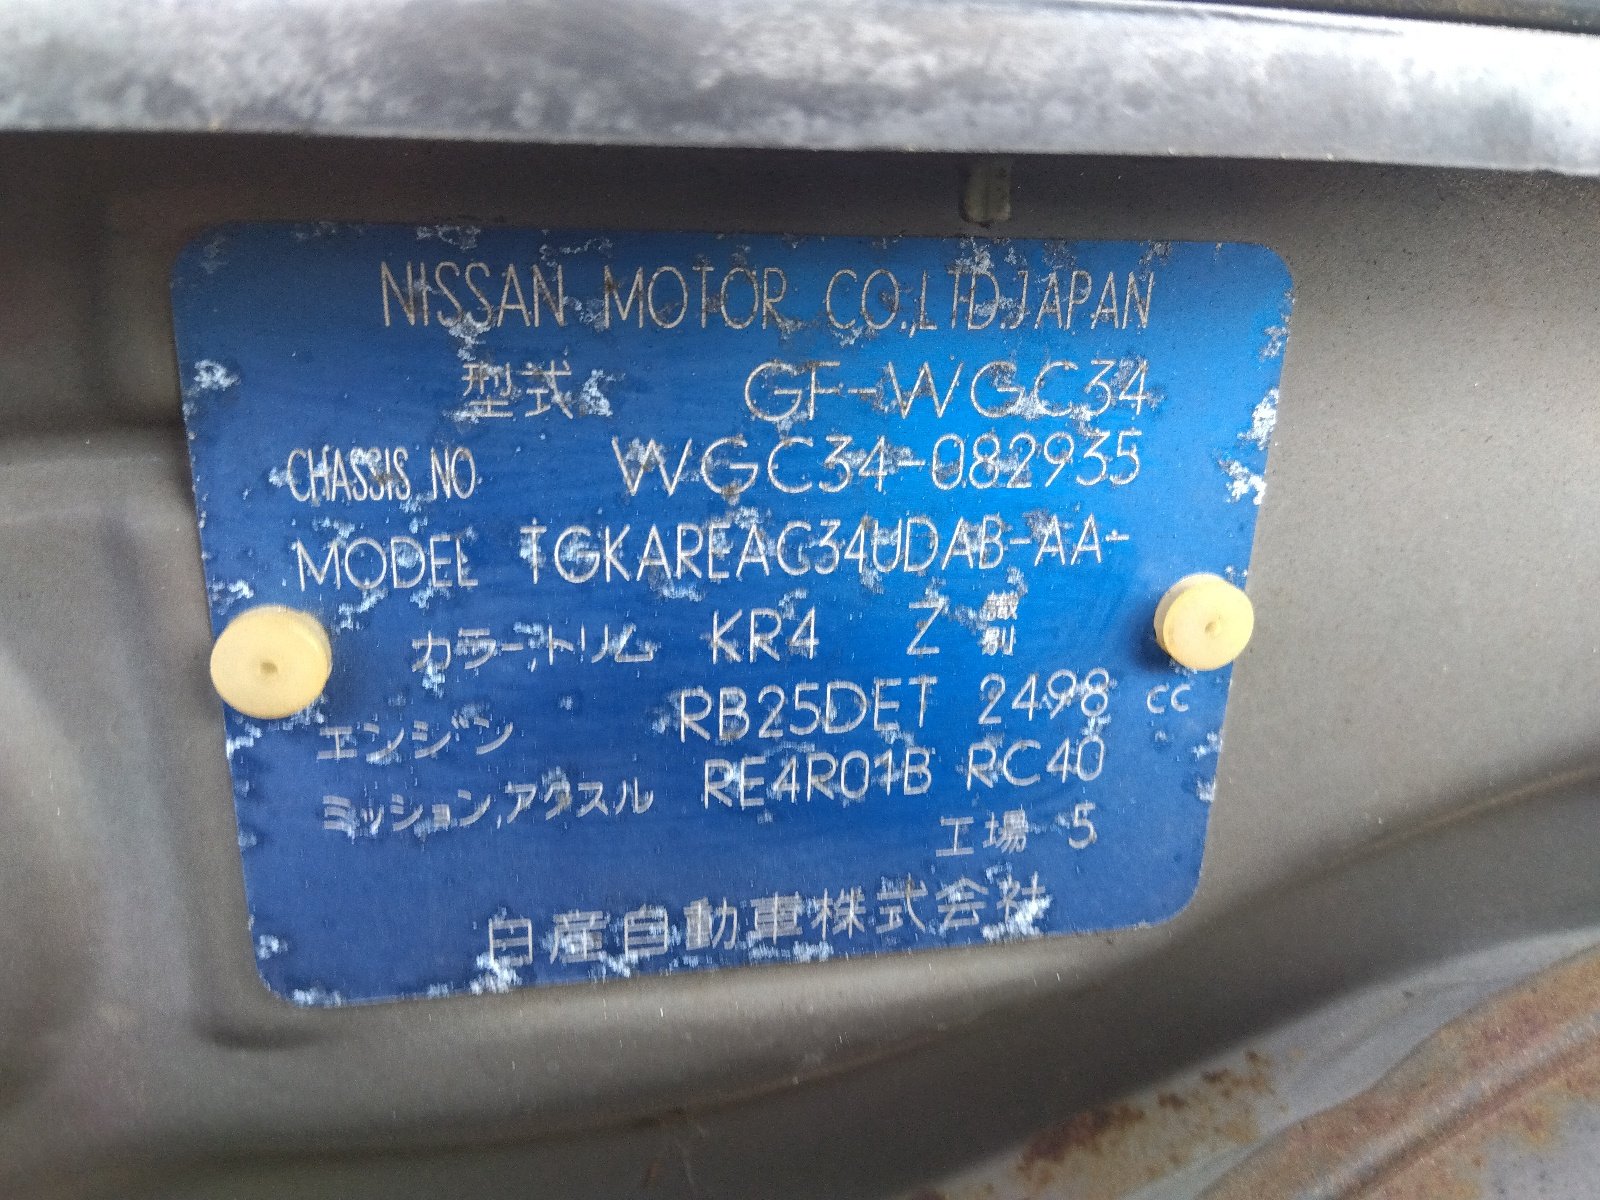 NISSAN MOTOR CO.,LTD.JAPAN
型式 GF-WGC34
CHASSIS NO WGC34-082935
MODEL TGKAREAC34UDAB-AA-
カラー,トリム KR4 Z 識別
エンジン RB25DET 2498 cc
ミッション,アクスル RE4R01B RC40
工場 5
日産自動車株式会社